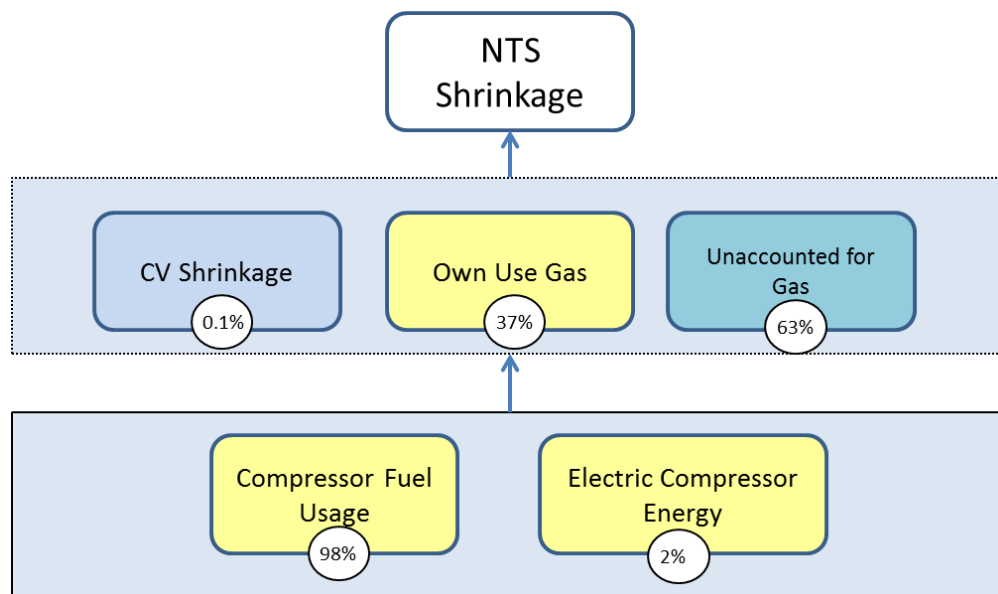 NTS
Shrinkage
CV Shrinkage
0.1%
Own Use Gas
37%
Unaccounted for
Gas
63%
Compressor Fuel
Usage
98%
Electric Compressor
Energy
2%